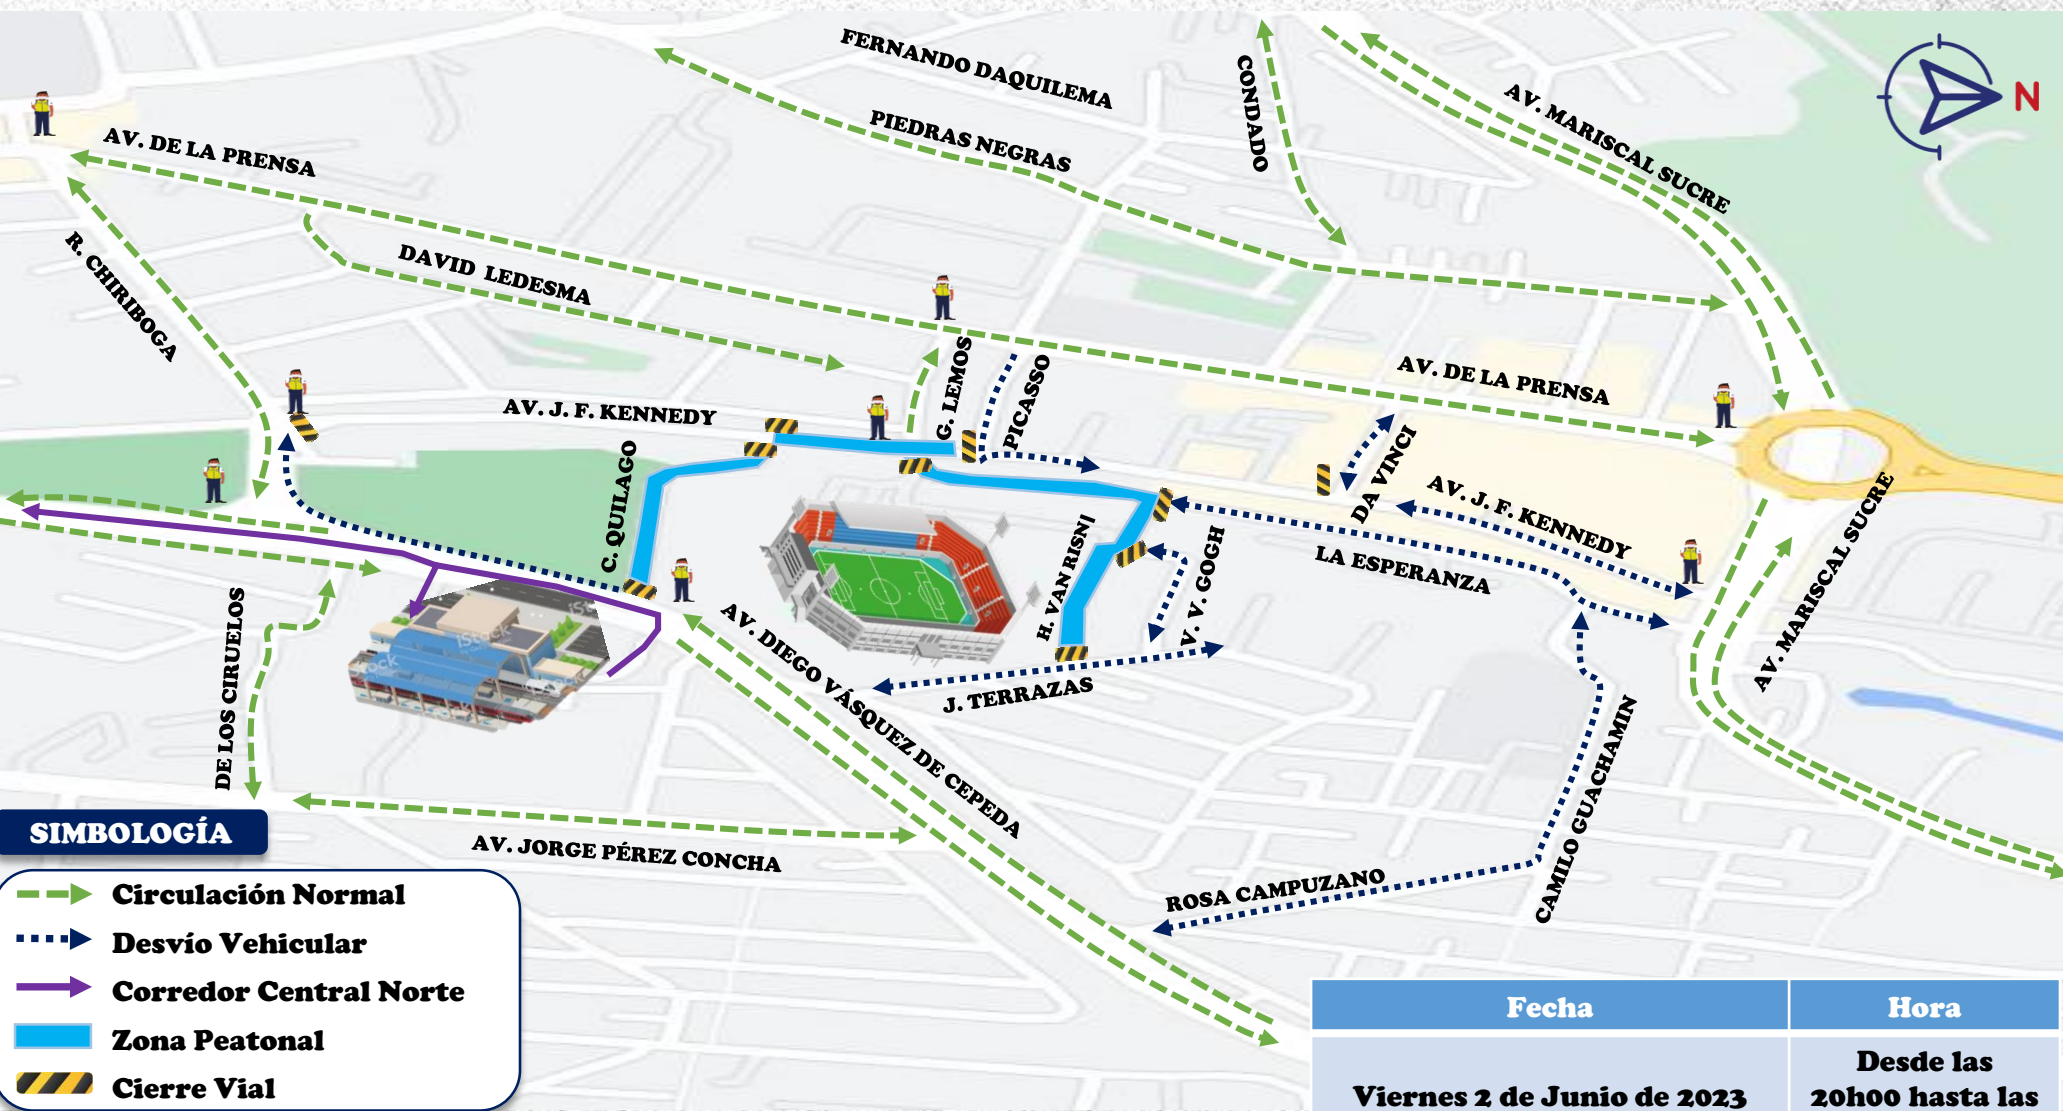 FERNANDO DAQUILEMA
CONDADO
AV. MARISCAL SUCRE
N
AV. DE LA PRENSA
PIEDRAS NEGRAS
R. CHIRIBOGA
DAVID LEDESMA
G. LEMOS
PICASSO
AV. DE LA PRENSA
AV. J. F. KENNEDY
DA VINCI
C. QUILAGO
AV. J. F. KENNEDY
H. VAN RISNI
V. V. GOGH
LA ESPERANZA
AV. MARISCAL SUCRE
DE LOS CIRUELOS
iStock
AV. DIEGO VÁSQUEZ DE CEPEDA
J. TERRAZAS
CAMILO GUACHAMIN
AV. JORGE PÉREZ CONCHA
ROSA CAMPUZANO
SIMBOLOGÍA
Circulación Normal
Desvío Vehicular
Corredor Central Norte
Zona Peatonal
Cierre Vial
Fecha
Hora
Viernes 2 de Junio de 2023
Desde las
20h00 hasta las